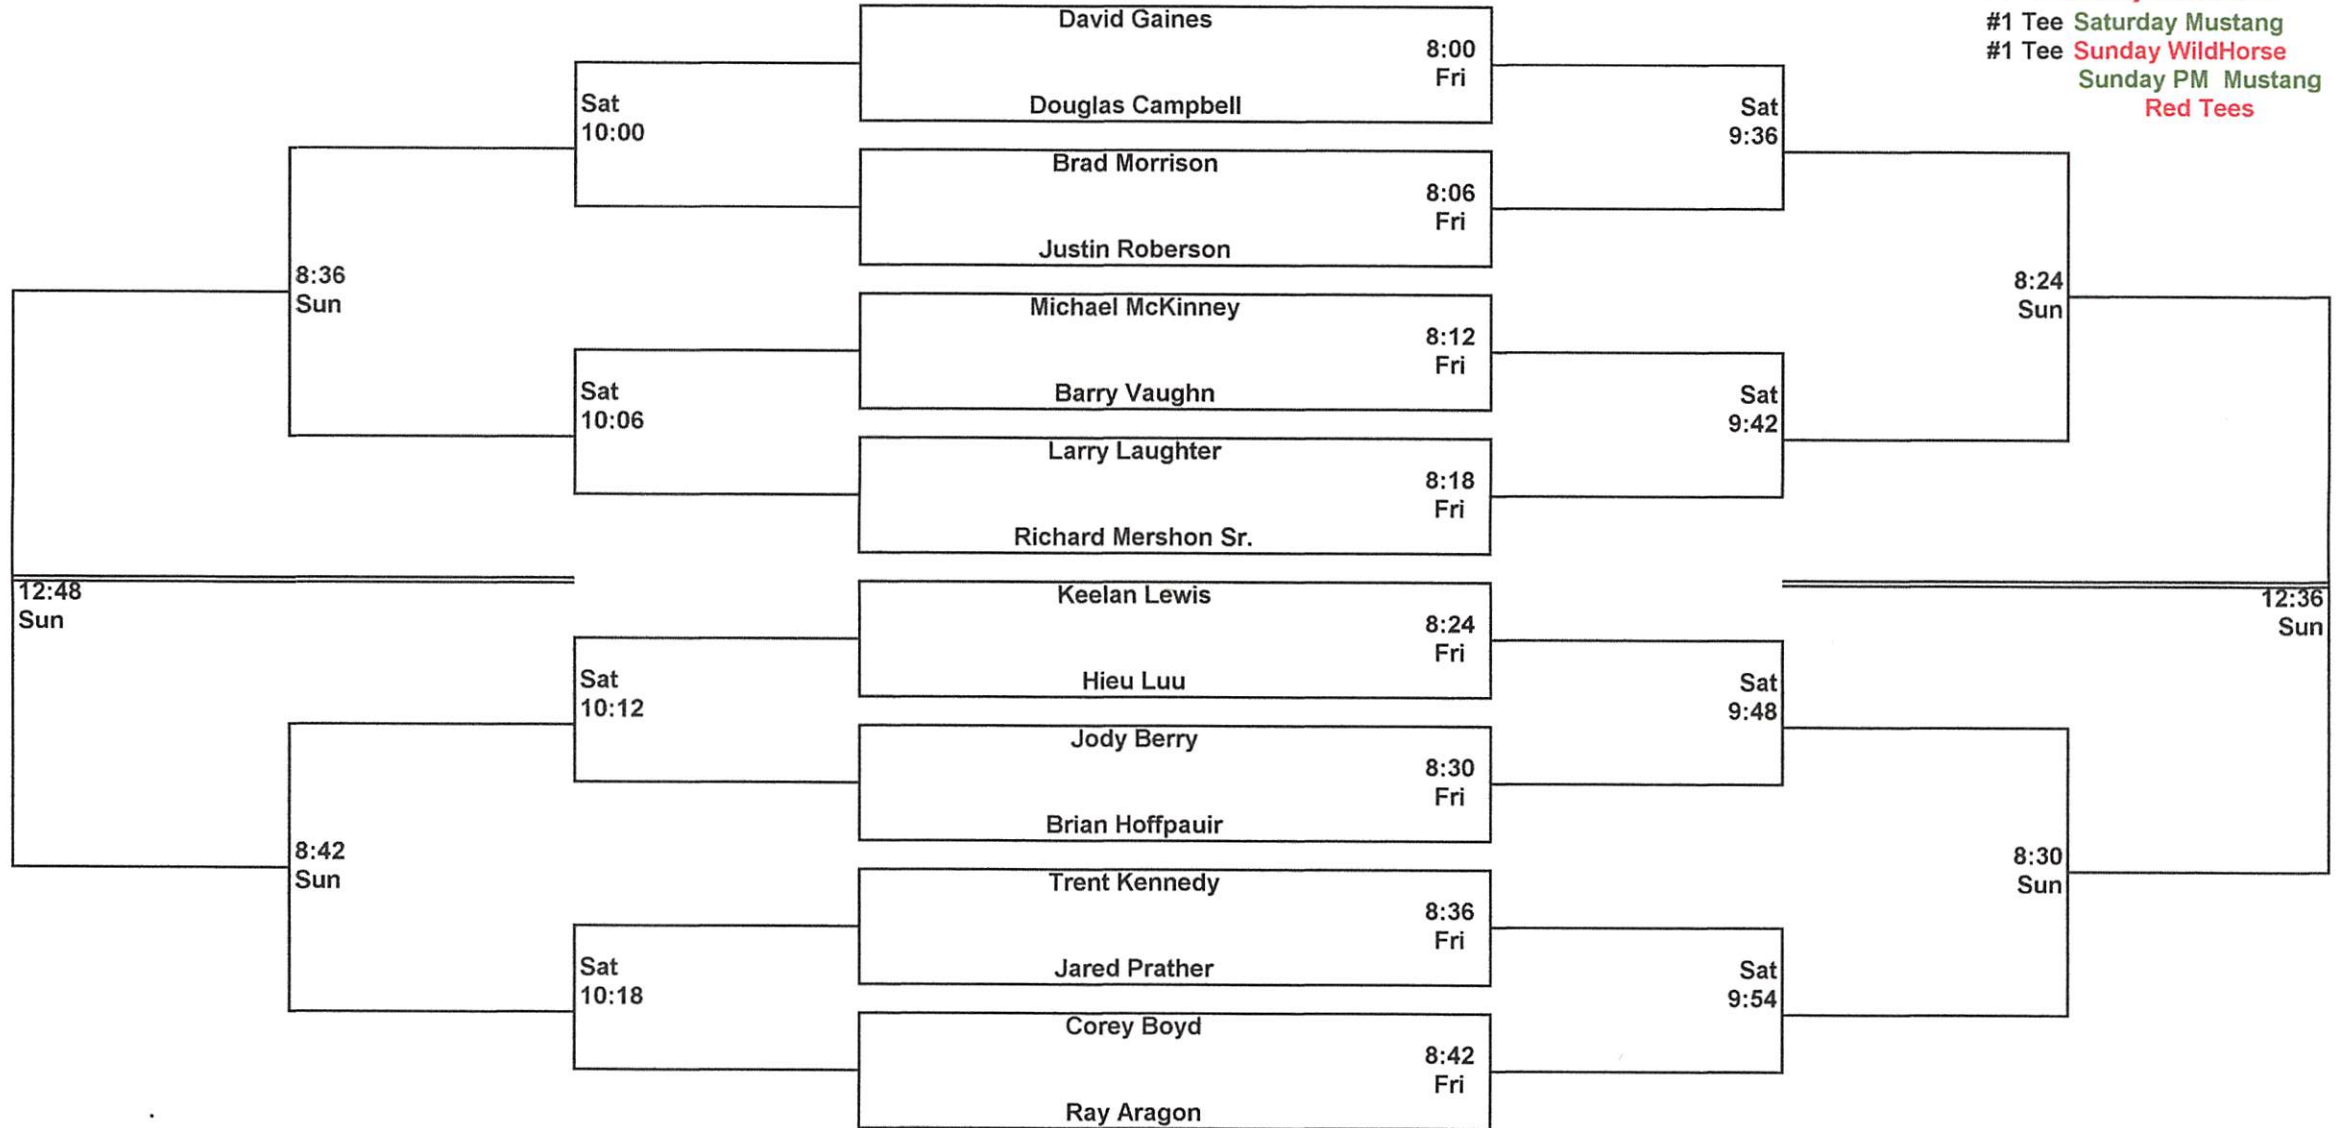 #1 Tee Saturday Mustang
#1 Tee Sunday WildHorse
Sunday PM Mustang
Red Tees
David Gaines
8:00
Fri
Douglas Campbell
Sat
10:00
Sat
9:36
Brad Morrison
8:06
Fri
Justin Roberson
8:36
Sun
8:24
Sun
Michael McKinney
8:12
Fri
Barry Vaughn
Sat
10:06
Sat
9:42
Larry Laughter
8:18
Fri
Richard Mershon Sr.
12:48
Sun
12:36
Sun
Keelan Lewis
8:24
Fri
Hieu Luu
Sat
10:12
Sat
9:48
Jody Berry
8:30
Fri
Brian Hoffpauir
8:42
Sun
8:30
Sun
Trent Kennedy
8:36
Fri
Jared Prather
Sat
10:18
Sat
9:54
Corey Boyd
8:42
Fri
Ray Aragon